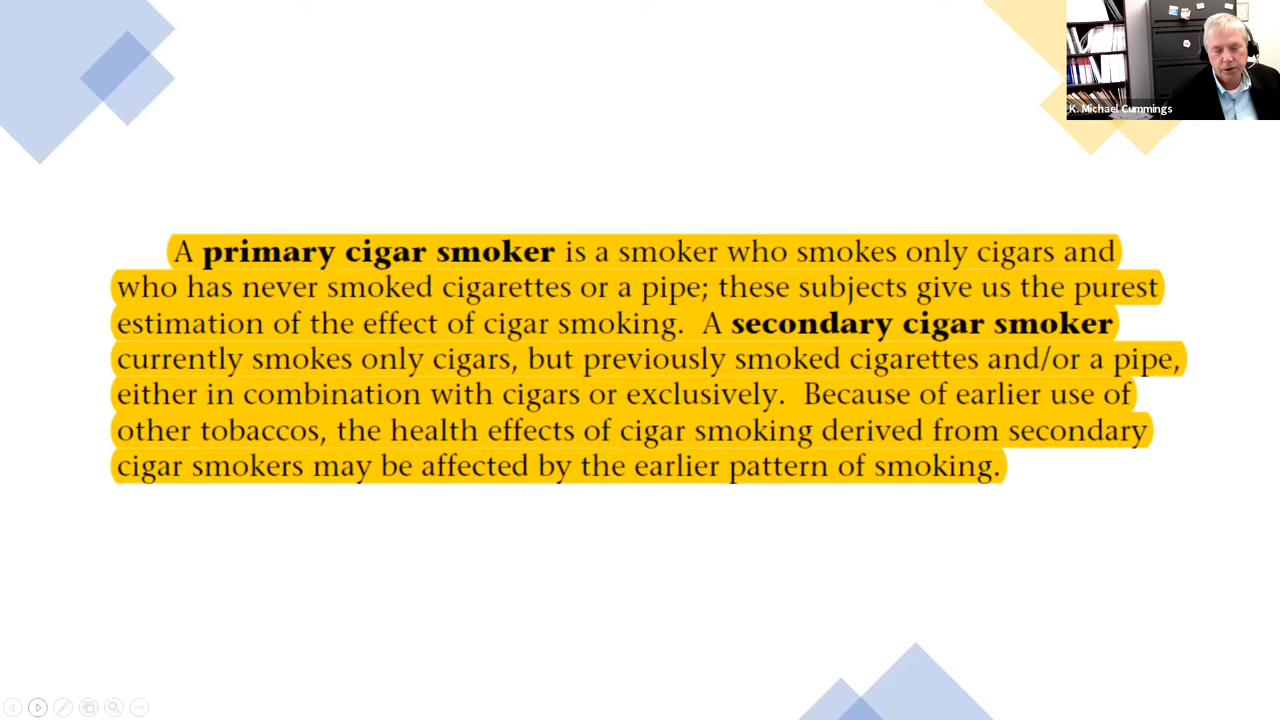 K. Michael Cummings
A primary cigar smoker is a smoker who smokes only cigars and
who has never smoked cigarettes or a pipe; these subjects give us the purest
estimation of the effect of cigar smoking. A secondary cigar smoker
currently smokes only cigars, but previously smoked cigarettes and/or a pipe,
either in combination with cigars or exclusively. Because of earlier use of
other tobaccos, the health effects of cigar smoking derived from secondary
cigar smokers may be affected by the earlier pattern of smoking.